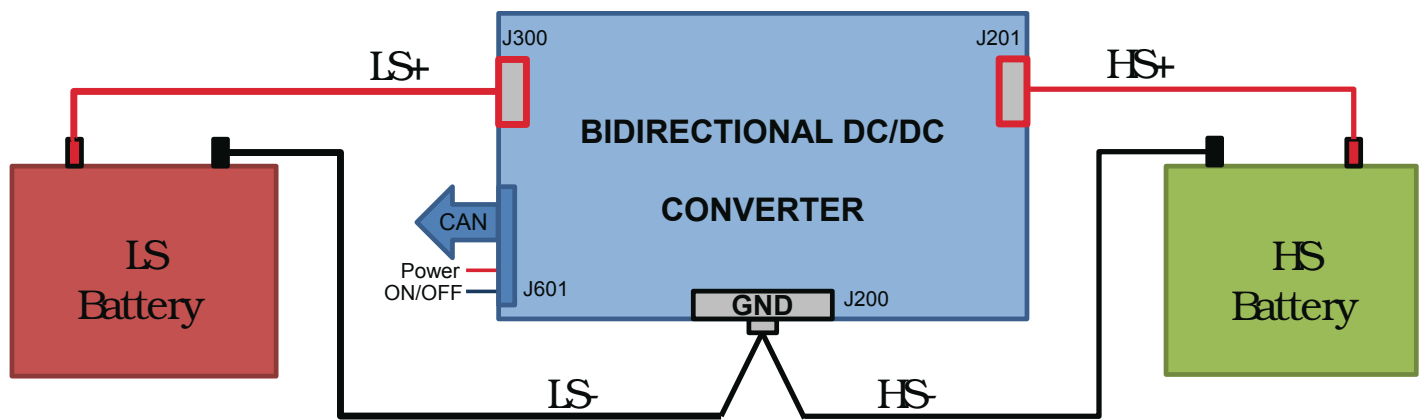 J300
J201
LS+
HS+
BIDIRECTIONAL DC/DC
CONVERTER
CAN
Power
ON/OFF
J601
LS
Battery
HS
Battery
GND
J200
LS-
HS-